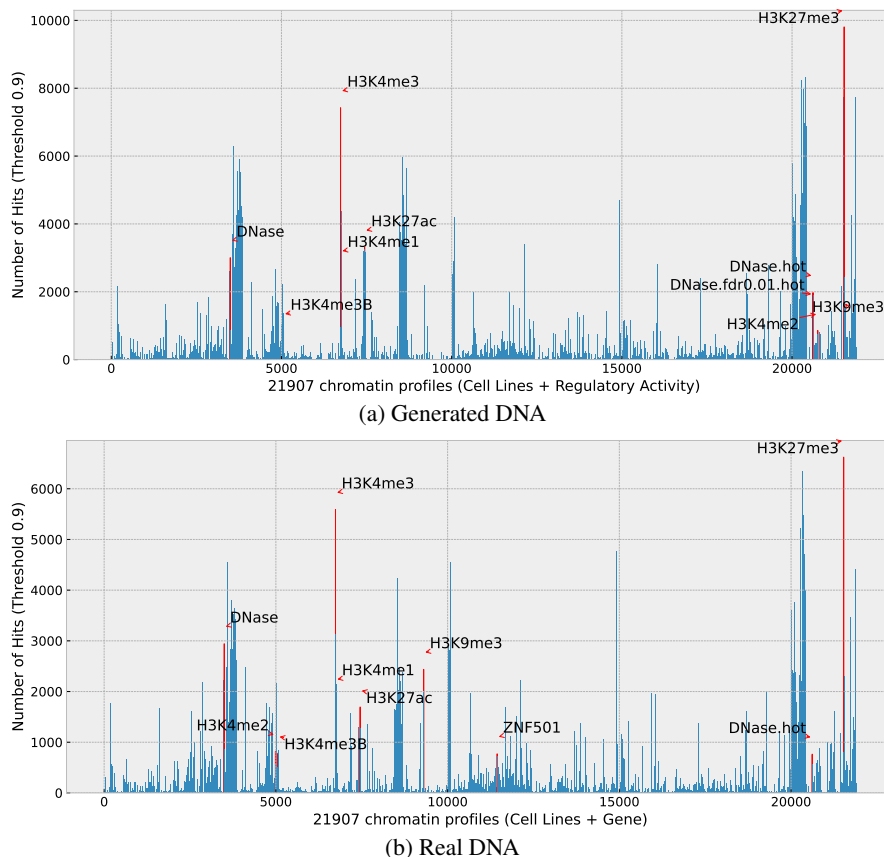 10000
8000
6000
4000
2000
0
Number of Hits (Threshold 0.9)
H3K27me3
H3K4me3
DNase
H3K27ac
H3K4me1
H3K4me3B
DNase.hot
DNase.fdr0.01.hot
H3K9me3
H3K4me2
0 5000 10000 15000 20000
21907 chromatin profiles (Cell Lines + Regulatory Activity)
(a) Generated DNA
6000
5000
4000
3000
2000
1000
0
Number of Hits (Threshold 0.9)
H3K27me3
H3K4me3
DNase
H3K9me3
H3K4me1
H3K27ac
H3K4me2
H3K4me3B
ZNF501
DNase.hot
0 5000 10000 15000 20000
21907 chromatin profiles (Cell Lines + Gene)
(b) Real DNA